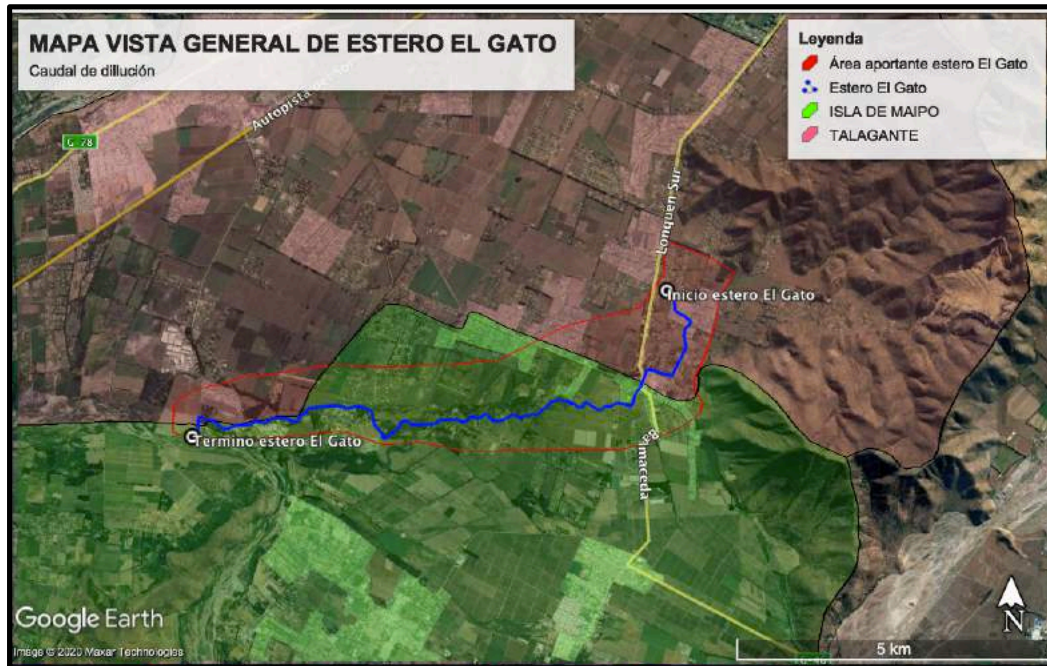 MAPA VISTA GENERAL DE ESTERO EL GATO
Caudal de dillución
Leyenda
Área aportante estero El Gato
Estero El Gato
ISLA DE MAIPO
TALAGANTE
G-78
Autopista
Lonquen Sur
Inicio estero El Gato
Termino estero El Gato
Balmaceda
Google Earth
Image © 2020 Maxar Technologies
N
5 km